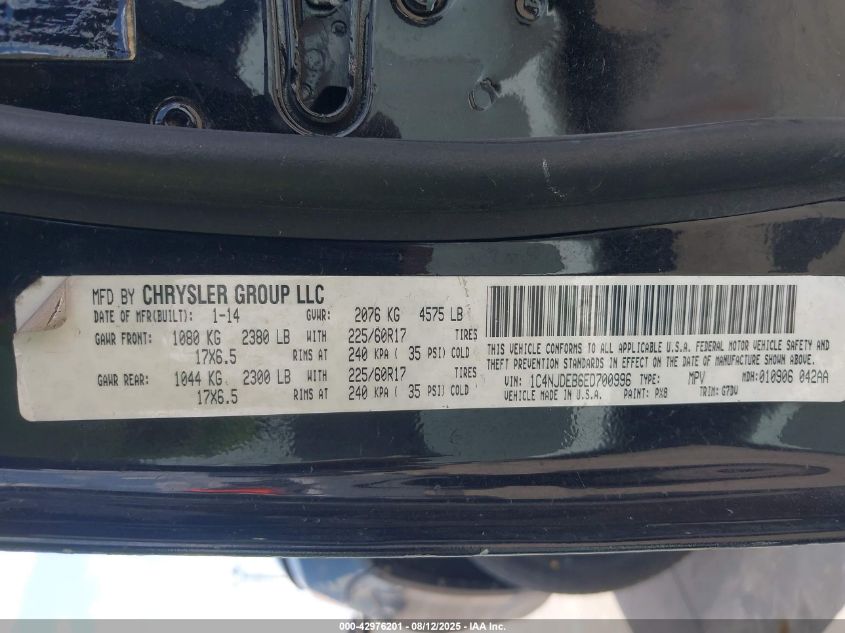 MFD BY CHRYSLER GROUP LLC
DATE OF MFR(BUILT): 1-14 GVWR: 2076 KG 4575 LB
GAWR FRONT: 1080 KG 2380 LB WITH 225/60R17 TIRES
17X6.5 RIMS AT 240 KPA ( 35 PSI) COLD
GAWR REAR: 1044 KG 2300 LB WITH 225/60R17 TIRES
17X6.5 RIMS AT 240 KPA ( 35 PSI) COLD
THIS VEHICLE CONFORMS TO ALL APPLICABLE U.S.A. FEDERAL MOTOR VEHICLE SAFETY AND
THEFT PREVENTION STANDARDS IN EFFECT ON THE DATE OF MANUFACTURE SHOWN ABOVE.
VIN: 1C4NJDEB6ED700996 TYPE: MPV MDH: 010906 042AA
VEHICLE MADE IN U.S.A. PAINT: PX8 TRIM: G7DV
000-42976201 - 08/12/2025 - IAA Inc.